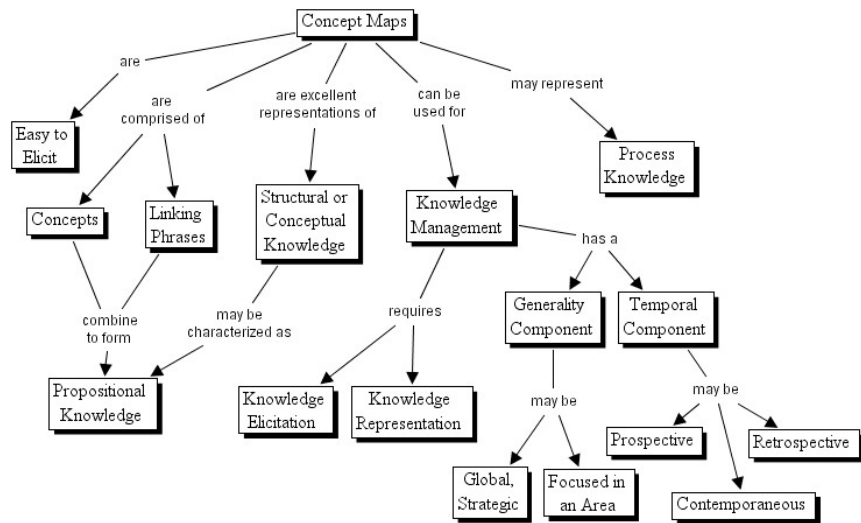 Concept Maps
are
are
comprised of
are excellent
representations of
can be
used for
may represent
Easy to
Elicit
Process
Knowledge
Concepts
Linking
Phrases
Structural or
Conceptual
Knowledge
Knowledge
Management
has a
combine
to form
may be
characterized as
requires
Generality
Component
Temporal
Component
Propositional
Knowledge
Knowledge
Elicitation
Knowledge
Representation
may be
may be
Prospective
Retrospective
Global,
Strategic
Focused in
an Area
Contemporaneous